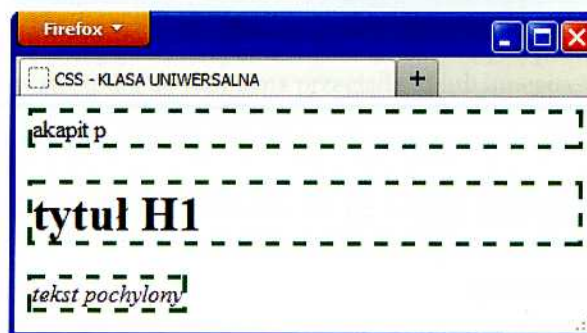 Firefox
CSS - KLASA UNIWERSALNA
akapit p
tytuł H1
tekst pochylony